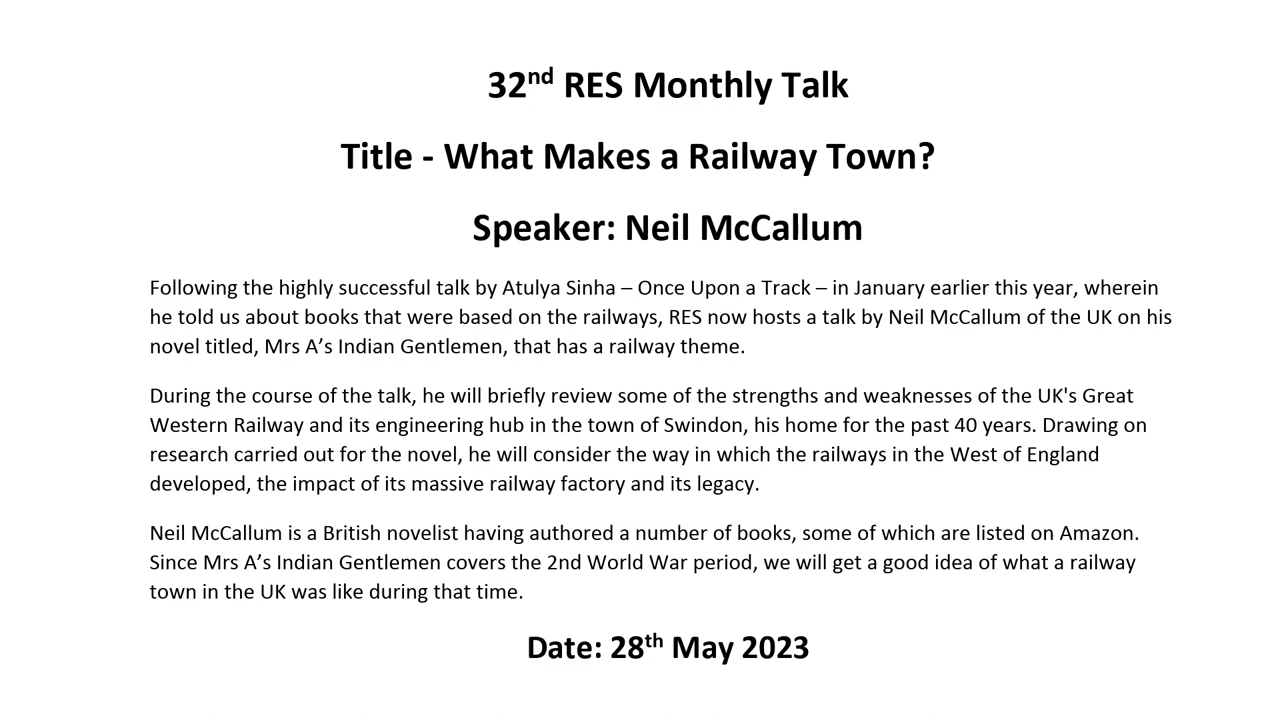 32nd RES Monthly Talk
Title - What Makes a Railway Town?
Speaker: Neil McCallum
Following the highly successful talk by Atulya Sinha – Once Upon a Track – in January earlier this year, wherein
he told us about books that were based on the railways, RES now hosts a talk by Neil McCallum of the UK on his
novel titled, Mrs A’s Indian Gentlemen, that has a railway theme.
During the course of the talk, he will briefly review some of the strengths and weaknesses of the UK's Great
Western Railway and its engineering hub in the town of Swindon, his home for the past 40 years. Drawing on
research carried out for the novel, he will consider the way in which the railways in the West of England
developed, the impact of its massive railway factory and its legacy.
Neil McCallum is a British novelist having authored a number of books, some of which are listed on Amazon.
Since Mrs A’s Indian Gentlemen covers the 2nd World War period, we will get a good idea of what a railway
town in the UK was like during that time.
Date: 28th May 2023